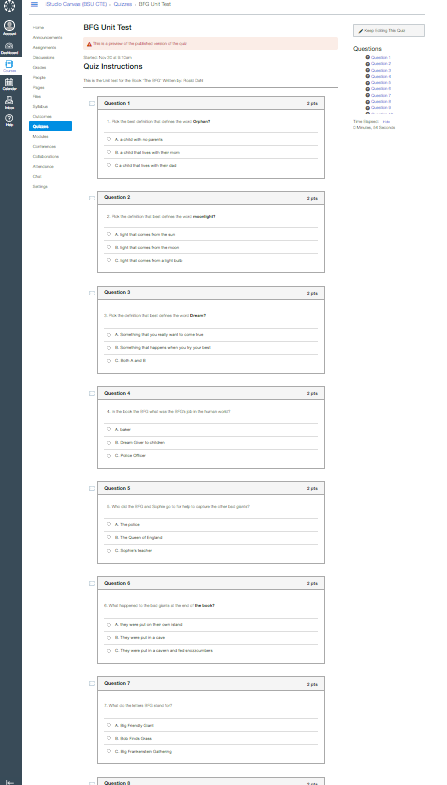 Studio Canvas (BSU CTE) › Quizzes › BFG Unit Test
Account
Dashboard
Courses
Calendar
Inbox
Help
Home
Announcements
Assignments
Discussions
Grades
People
Pages
Files
Syllabus
Outcomes
Quizzes
Modules
Conferences
Collaborations
Attendance
Chat
Settings
BFG Unit Test
This is a preview of the published version of the quiz
Quiz Instructions
This is the Unit test for the book "The BFG" Written by: Roald Dahl
Question 1 2 pts
1. Pick the best definition that defines the word Orphan?
A. a child with no parents
B. a child that lives with their mom
C. a child that lives with their dad
Question 2 2 pts
2. Pick the definition that best defines the word moonlight?
A. light that comes from the sun
B. light that comes from the moon
C. light that comes from a light bulb
Question 3 2 pts
3. Pick the definition that best defines the word Dream?
A. Something that you really want to come true
B. Something that happens when you try your best
C. Both A and B
Question 4 2 pts
4. In the book the BFG what was the BFG's job in the human world?
A. baker
B. Dream Giver to children
C. Police Officer
Question 5 2 pts
5. Who did the BFG and Sophie go to for help to capture the other bad giants?
A. The police
B. The Queen of England
C. Sophie's teacher
Question 6 2 pts
6. What happened to the bad giants at the end of the book?
A. they were put on their own island
B. They were put in a cave
C. They were put in a cavern and fed snozzcumbers
Question 7 2 pts
7. What do the letters BFG stand for?
A. Big Friendly Giant
B. Bob Finds Grass
C. Big Frankenstein Gathering
Question 8 2 pts
Keep Editing This Quiz
Questions
Question 1
Question 2
Question 3
Question 4
Question 5
Question 6
Question 7
Question 8
Question 9
Time Elapsed: